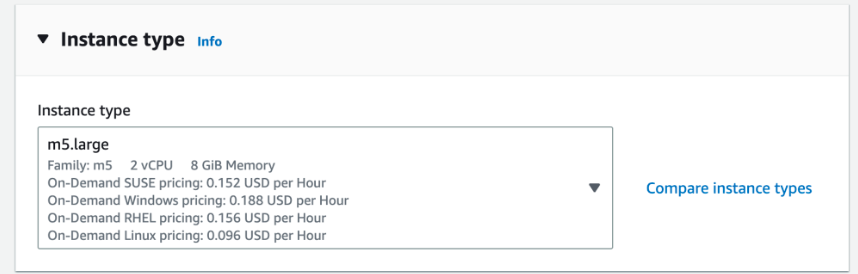 Instance type Info
Instance type
m5.large
Family: m5 2 vCPU 8 GiB Memory
On-Demand SUSE pricing: 0.152 USD per Hour
On-Demand Windows pricing: 0.188 USD per Hour
On-Demand RHEL pricing: 0.156 USD per Hour
On-Demand Linux pricing: 0.096 USD per Hour
Compare instance types